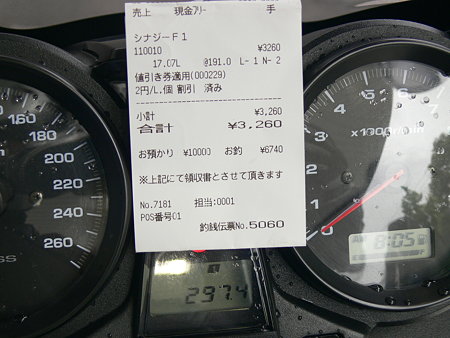 売上 現金フリー 手
シナジーF1
110010 ¥3260
17.07L @191.0 L-1 N-2
値引き券適用(000229)
2円/L.個 割引 済み
小計 ¥3,260
合計 ¥3,260
お預かり ¥10000 お釣 ¥6740
※上記にて領収書とさせて頂きます
No.7181 担当:0001
POS番号01
釣銭伝票No.5060
160
180
200
220
240
260
0
1
2
3
4
5
6
7
x1000r/min
AM 8:05
F
297.4